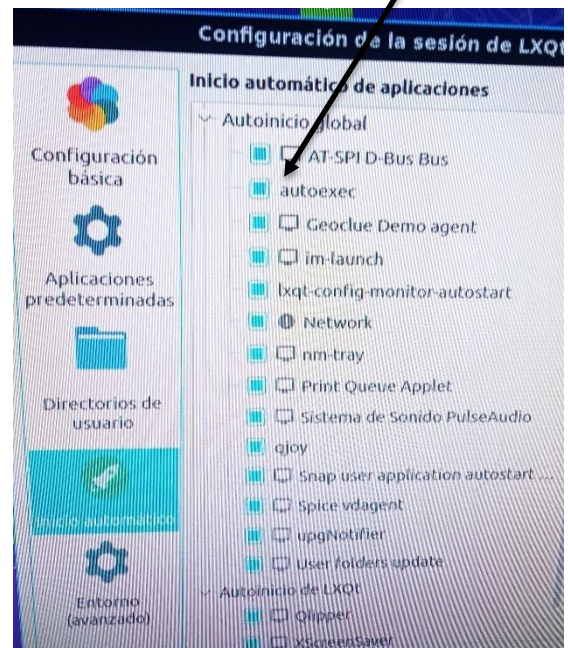 Configuración de la sesión de LXQt
Inicio automático de aplicaciones
Autoinicio global
AT-SPI D-Bus Bus
autoexec
Geoclue Demo agent
im-launch
lxqt-config-monitor-autostart
Network
nm-tray
Print Queue Applet
Sistema de Sonido PulseAudio
qjoy
Snap user application autostart ...
Spice vdagent
upgNotifier
User folders update
Autoinicio de LXQt
Qlipper
XScreenSaver
Configuración
básica
Aplicaciones
predeterminadas
Directorios de
usuario
Inicio automático
Entorno
(avanzado)